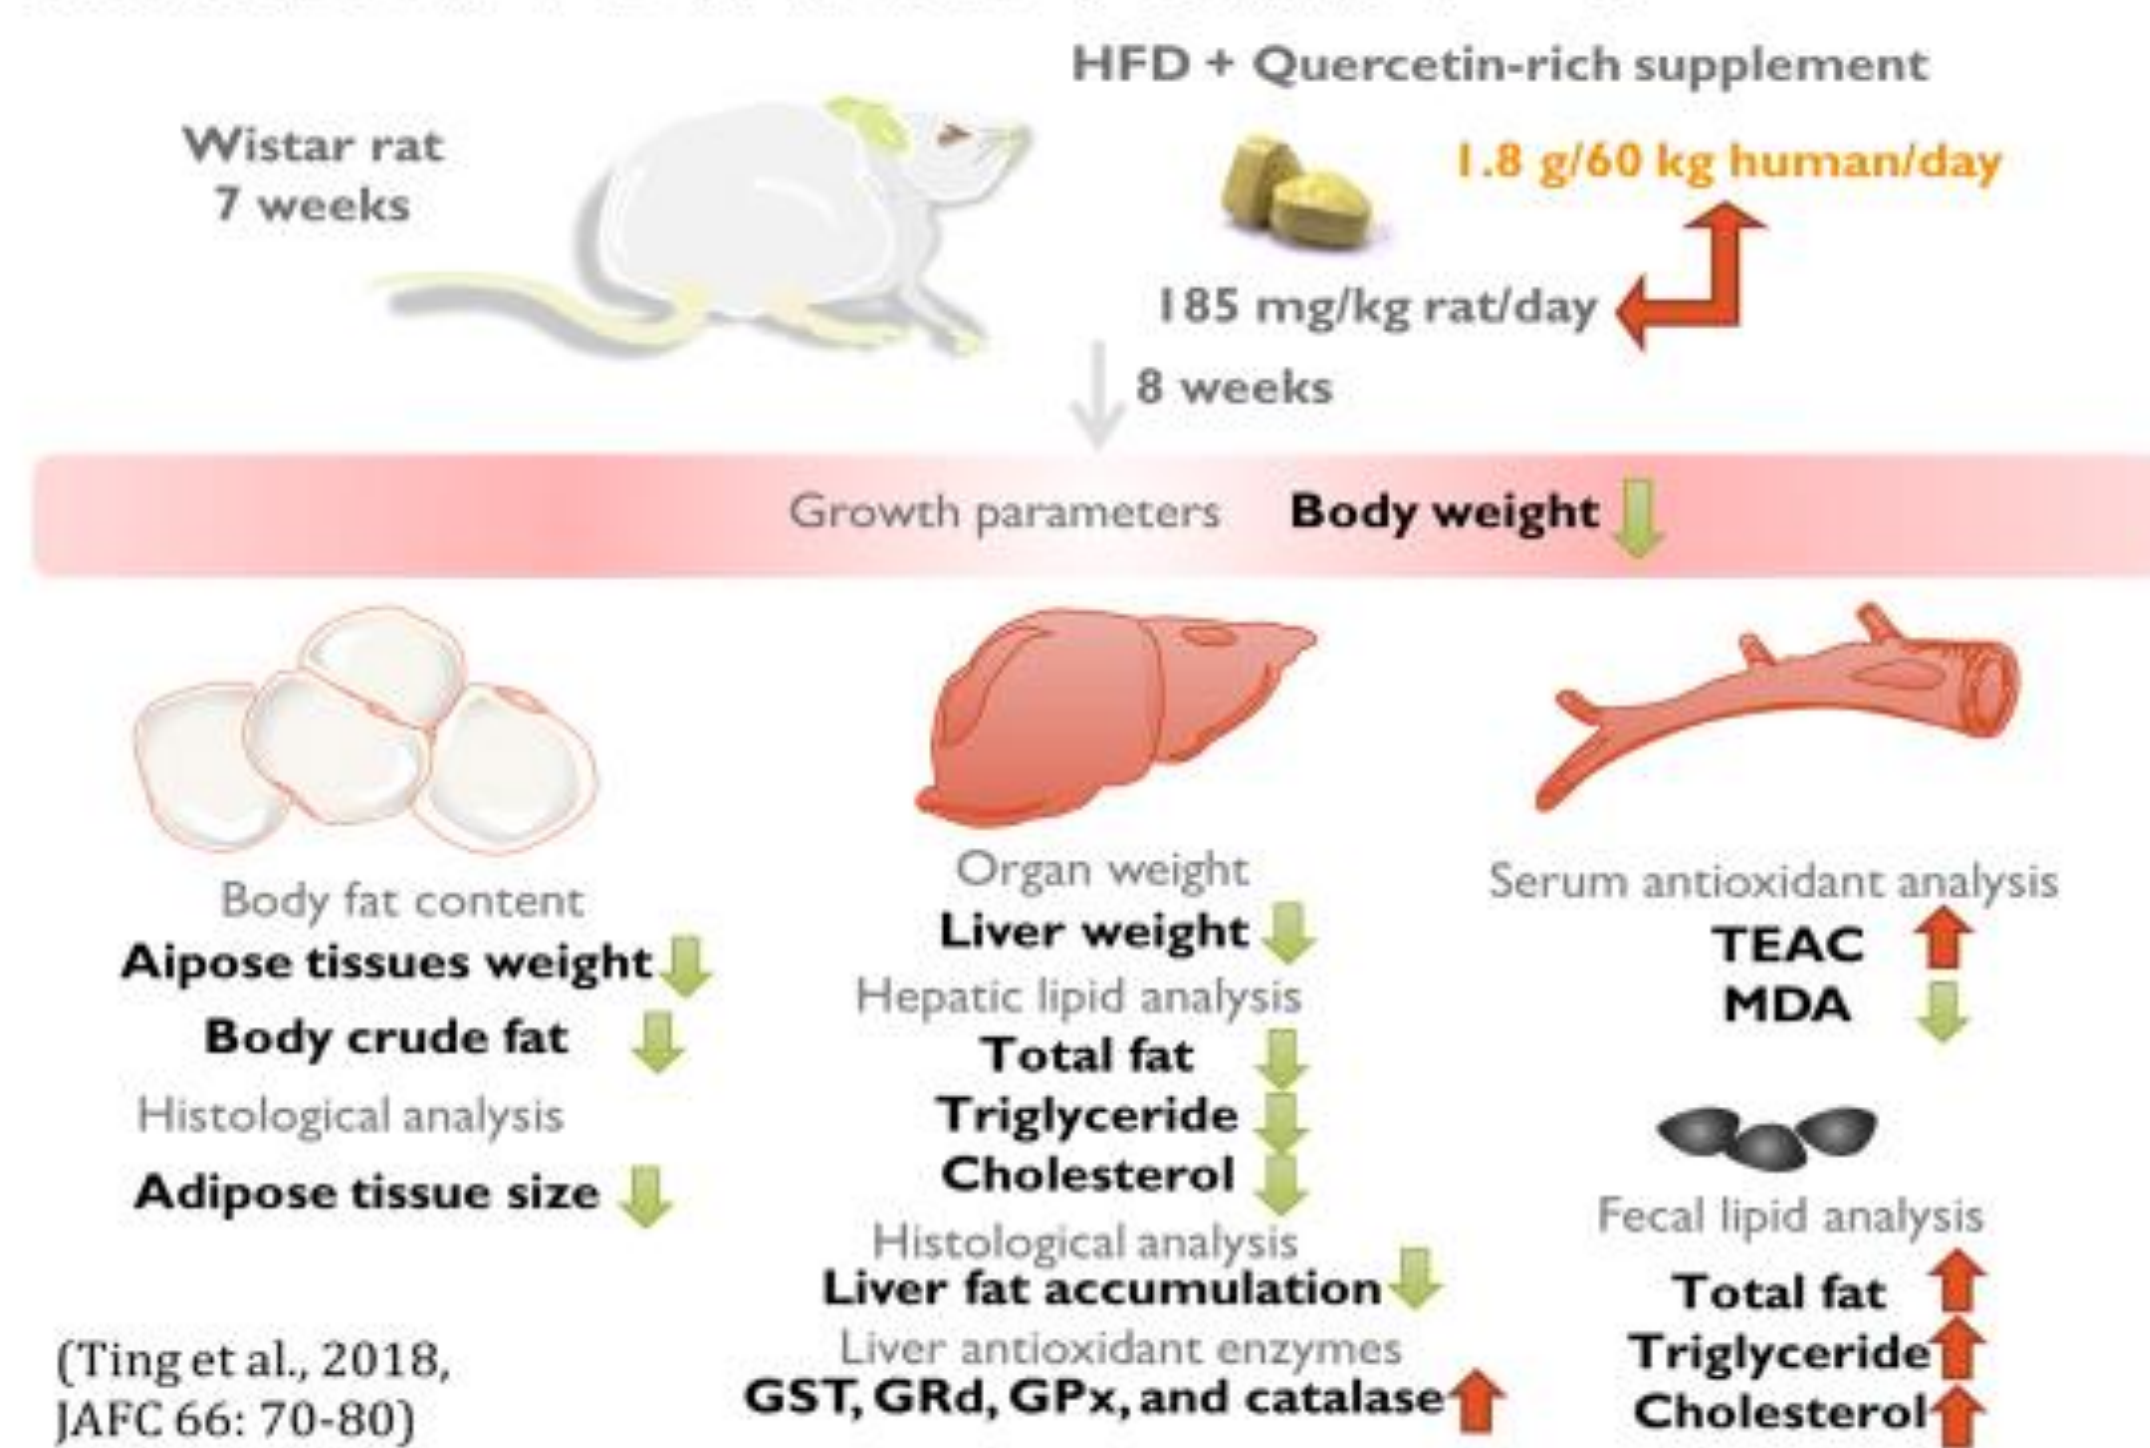 HFD + Quercetin-rich supplement
Wistar rat
7 weeks
1.8 g/60 kg human/day
185 mg/kg rat/day
8 weeks
Growth parameters Body weight
Body fat content
Aipose tissues weight
Body crude fat
Histological analysis
Adipose tissue size
Organ weight
Liver weight
Hepatic lipid analysis
Total fat
Triglyceride
Cholesterol
Histological analysis
Liver fat accumulation
Liver antioxidant enzymes
GST, GRd, GPx, and catalase
Serum antioxidant analysis
TEAC
MDA
Fecal lipid analysis
Total fat
Triglyceride
Cholesterol
(Ting et al., 2018,
JAFC 66: 70-80)